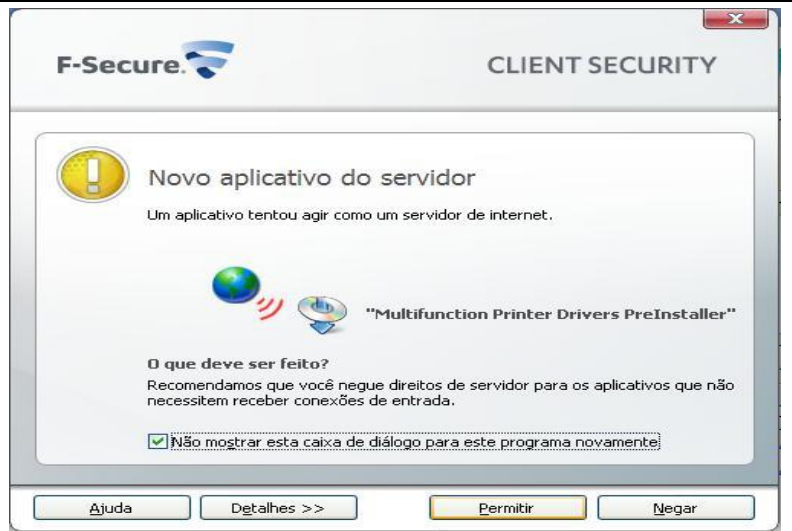 F-Secure.
CLIENT SECURITY
Novo aplicativo do servidor
Um aplicativo tentou agir como um servidor de internet.
"Multifunction Printer Drivers PreInstaller"
O que deve ser feito?
Recomendamos que você negue direitos de servidor para os aplicativos que não
necessitem receber conexões de entrada.
Não mostrar esta caixa de diálogo para este programa novamente
Ajuda
Detalhes >>
Permitir
Negar